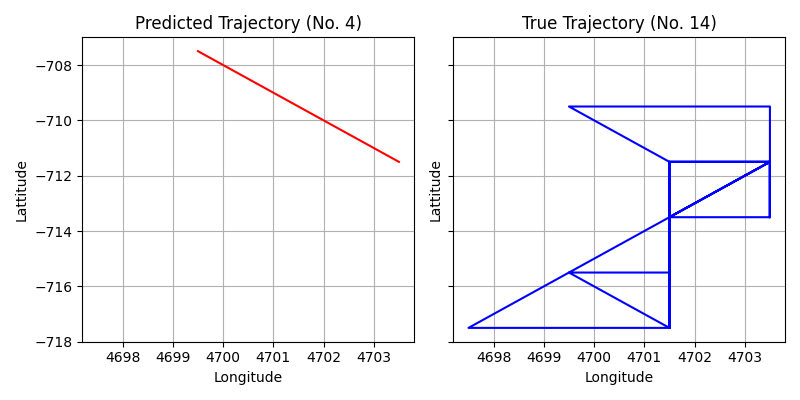 Predicted Trajectory (No. 4)
True Trajectory (No. 14)
Lattitude
−708
−710
−712
−714
−716
−718
4698 4699 4700 4701 4702 4703
Longitude
Lattitude
4698 4699 4700 4701 4702 4703
Longitude